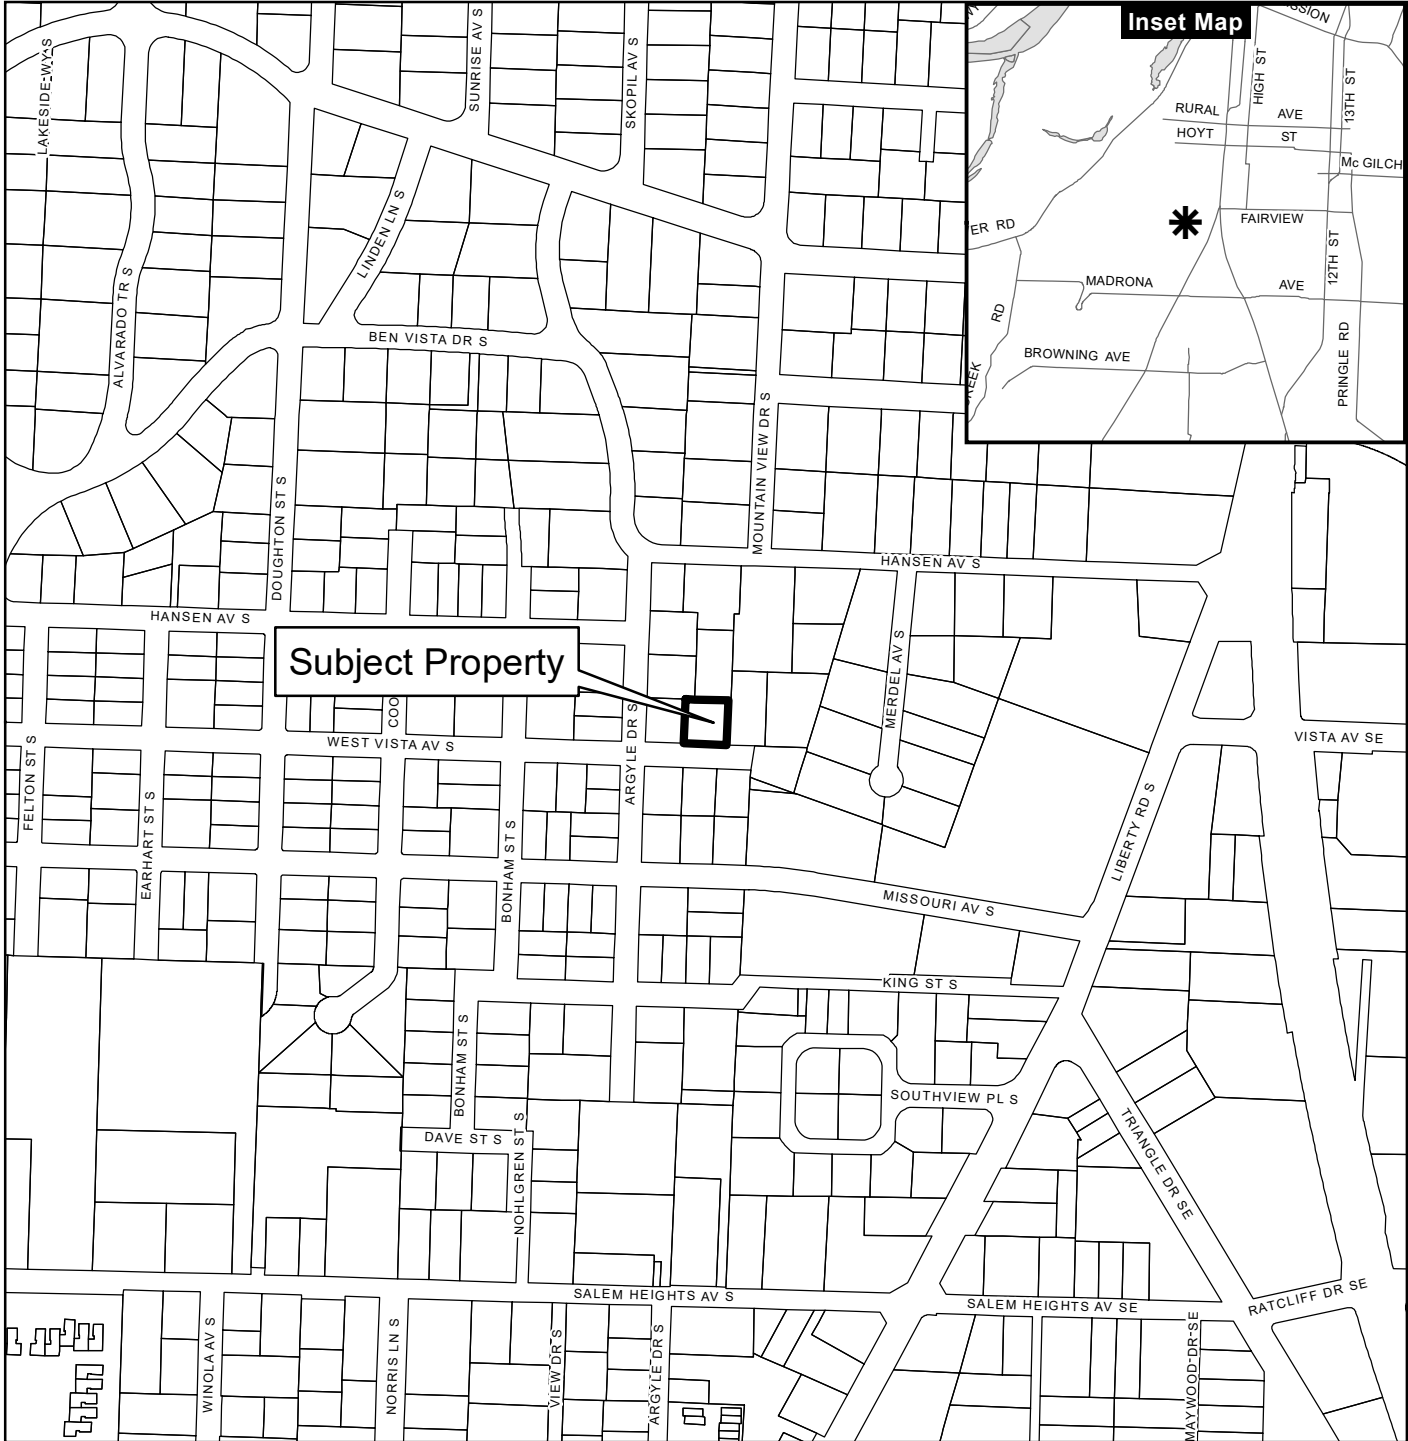 Inset Map
SSION
HIGH ST
13TH ST
RURAL AVE
HOYT ST
Mc GILCH
ER RD
FAIRVIEW
12TH ST
MADRONA AVE
RD
BROWNING AVE
PRINGLE RD
REEK
LAKESIDE WY S
SUNRISE AV S
SKOPIL AV S
LINDEN LN S
ALVARADO TR S
BEN VISTA DR S
MOUNTAIN VIEW DR S
DOUGHTON ST S
HANSEN AV S
HANSEN AV S
Subject Property
MERDEL AV S
COO
ARGYLE DR S
WEST VISTA AV S
VISTA AV SE
FELTON ST S
EARHART ST S
BONHAM ST S
LIBERTY RD S
MISSOURI AV S
KING ST S
BONHAM ST S
SOUTHVIEW PL S
TRIANGLE DR SE
DAVE ST S
NOHLGREN ST S
SALEM HEIGHTS AV S
SALEM HEIGHTS AV SE
RATCLIFF DR SE
WINOLA AV S
NORRIS LN S
VIEW DR S
ARGYLE DR S
MAYWOOD DR SE